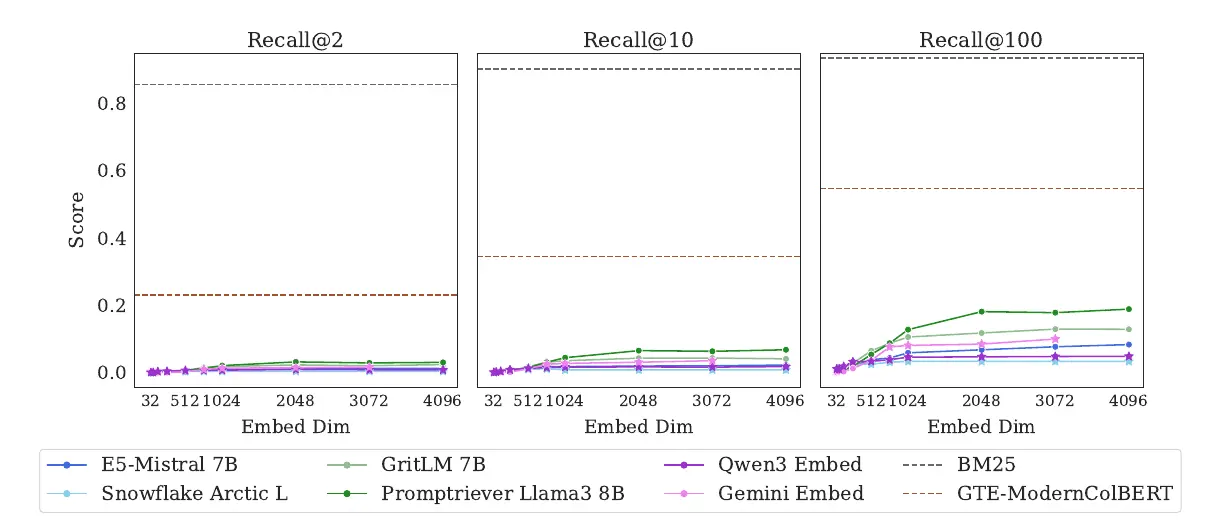 Recall@2 Recall@10 Recall@100
Score
0.8
0.6
0.4
0.2
0.0
32 512 1024 2048 3072 4096 32 512 1024 2048 3072 4096 32 512 1024 2048 3072 4096
Embed Dim Embed Dim Embed Dim
E5-Mistral 7B GritLM 7B Qwen3 Embed BM25
Snowflake Arctic L Promptriever Llama3 8B Gemini Embed GTE-ModernColBERT